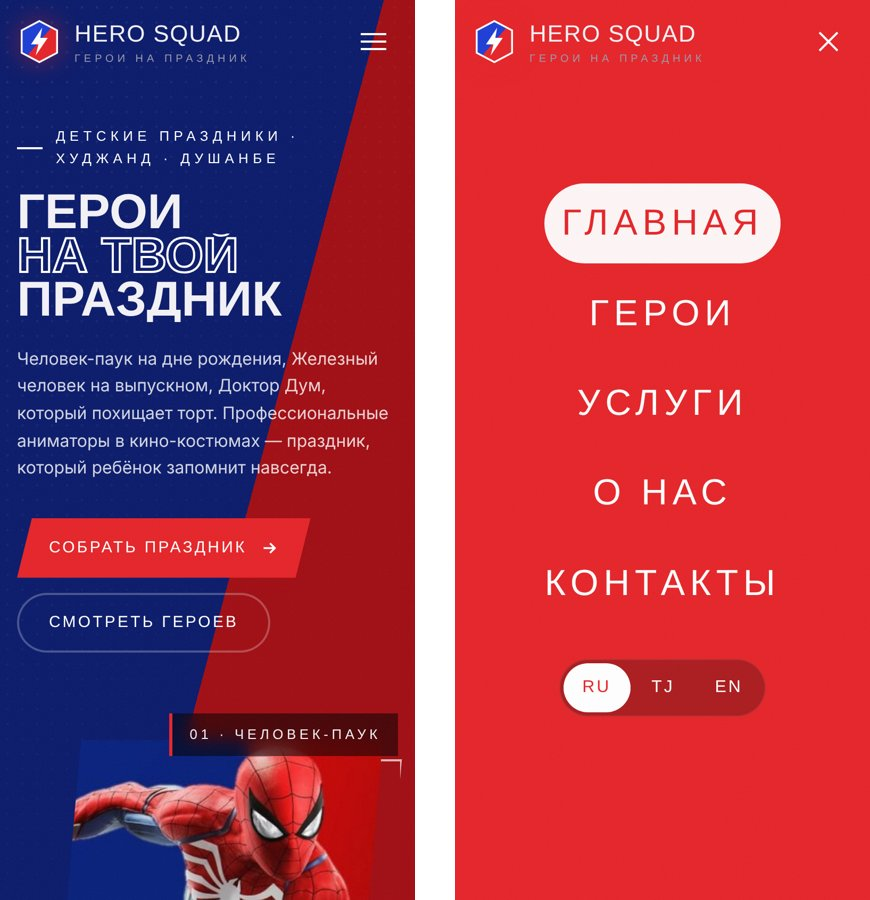 HERO SQUAD
ГЕРОИ НА ПРАЗДНИК
ДЕТСКИЕ ПРАЗДНИКИ ·
ХУДЖАНД · ДУШАНБЕ
ГЕРОИ
НА ТВОЙ
ПРАЗДНИК
Человек-паук на дне рождения, Железный
человек на выпускном, Доктор Дум,
который похищает торт. Профессиональные
аниматоры в кино-костюмах — праздник,
который ребёнок запомнит навсегда.
СОБРАТЬ ПРАЗДНИК →
СМОТРЕТЬ ГЕРОЕВ
01 · ЧЕЛОВЕК-ПАУК
HERO SQUAD
ГЕРОИ НА ПРАЗДНИК
ГЛАВНАЯ
ГЕРОИ
УСЛУГИ
О НАС
КОНТАКТЫ
RU TJ EN